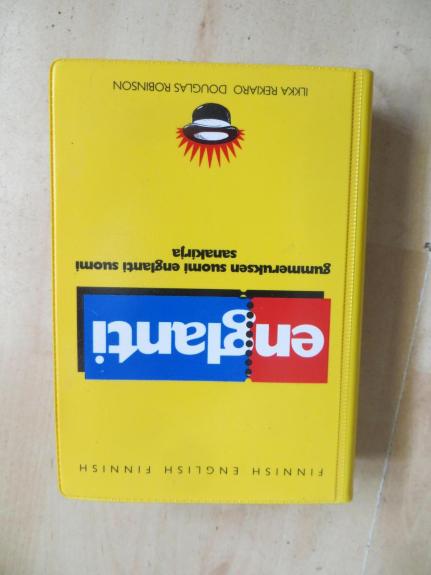 FINNISH ENGLISH FINNISH
englanti
gummeruksen suomi englanti suomi
sanakirja
ILKKA REKIARO DOUGLAS ROBINSON